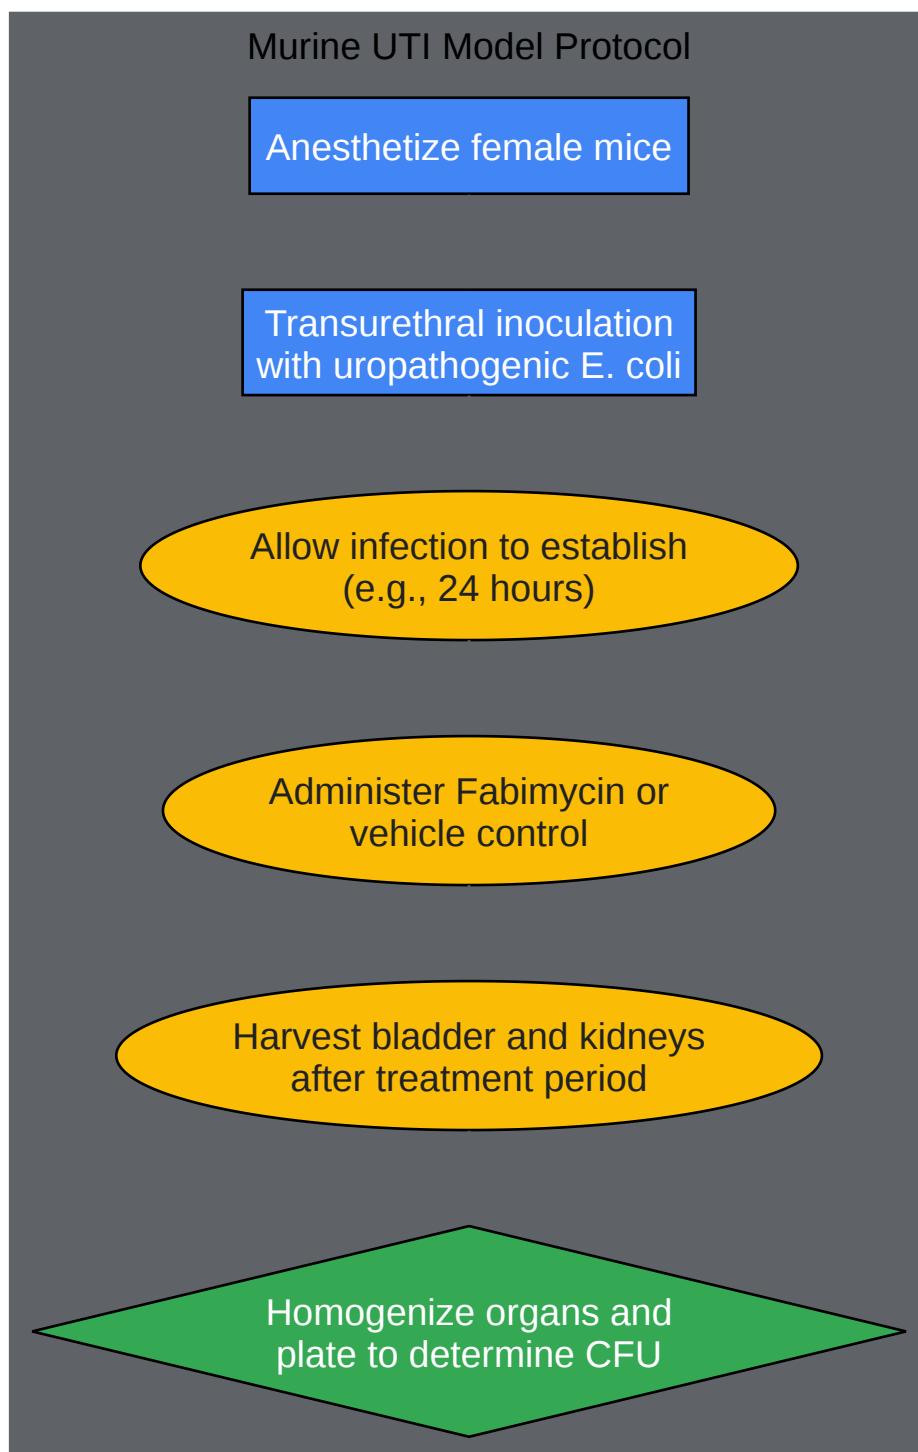 Murine UTI Model Protocol
Anesthetize female mice
Transurethral inoculation
with uropathogenic E. coli
Allow infection to establish
(e.g., 24 hours)
Administer Fabimycin or
vehicle control
Harvest bladder and kidneys
after treatment period
Homogenize organs and
plate to determine CFU